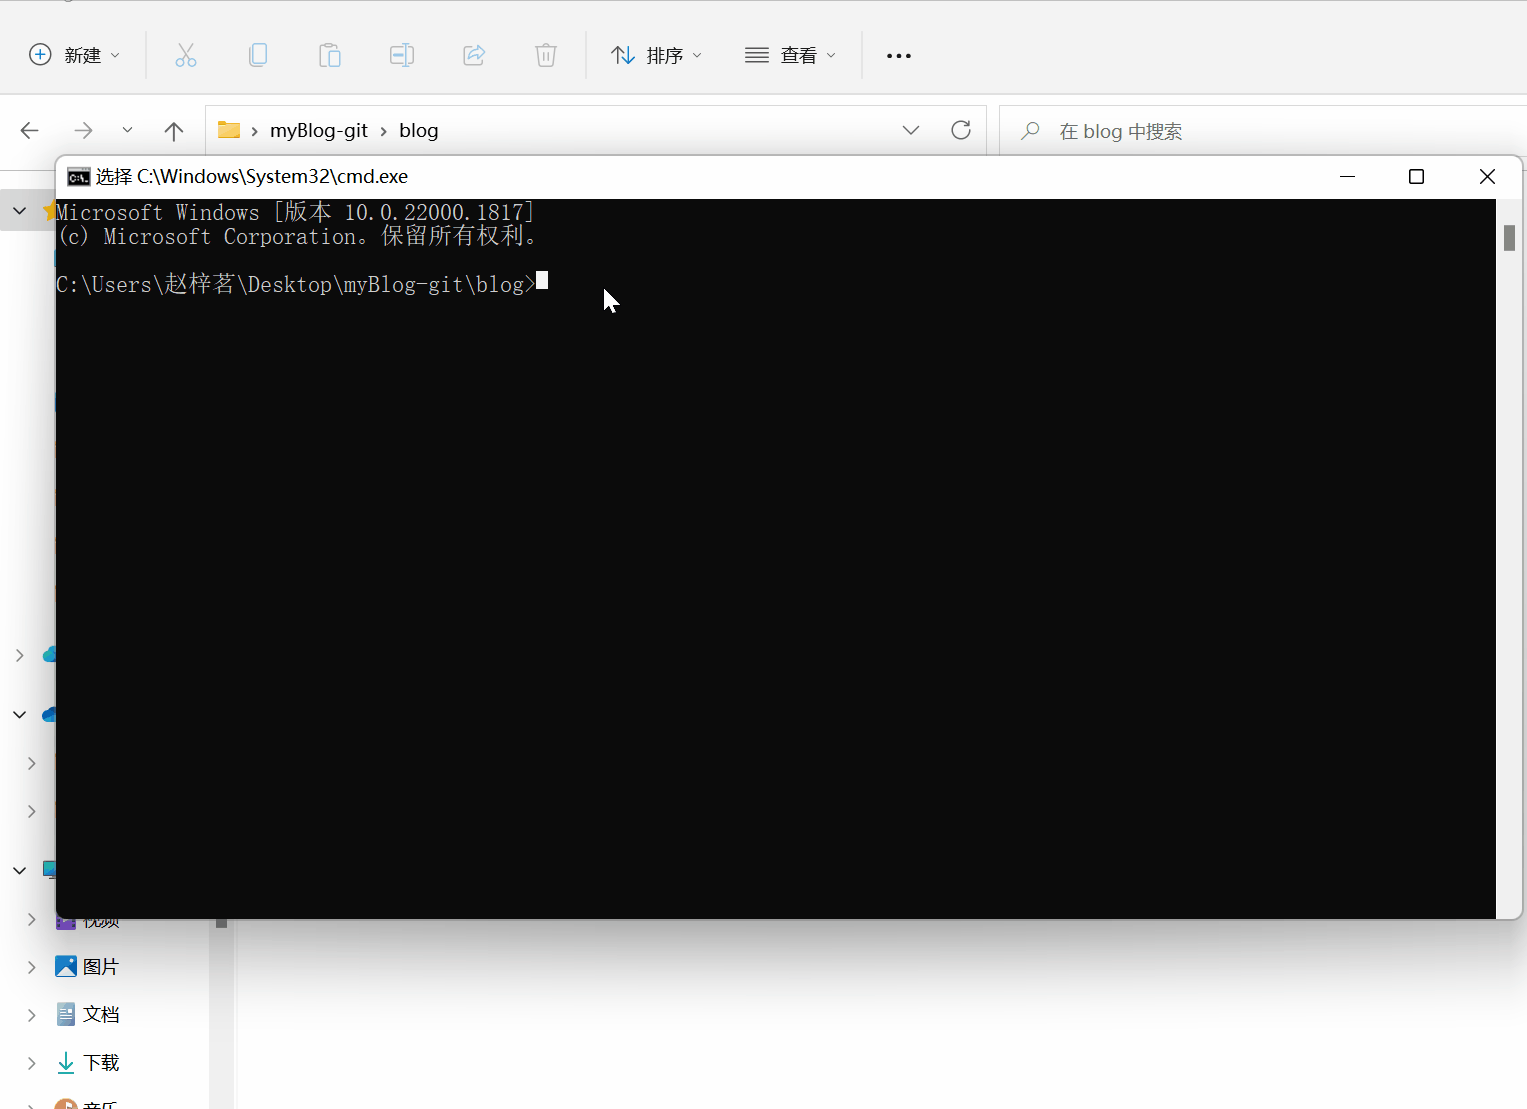 新建
排序
查看
myBlog-git › blog
在 blog 中搜索
选择 C:\Windows\System32\cmd.exe
Microsoft Windows [版本 10.0.22000.1817]
(c) Microsoft Corporation。保留所有权利。
C:\Users\赵梓茗\Desktop\myBlog-git\blog>
视频
图片
文档
下载
音乐